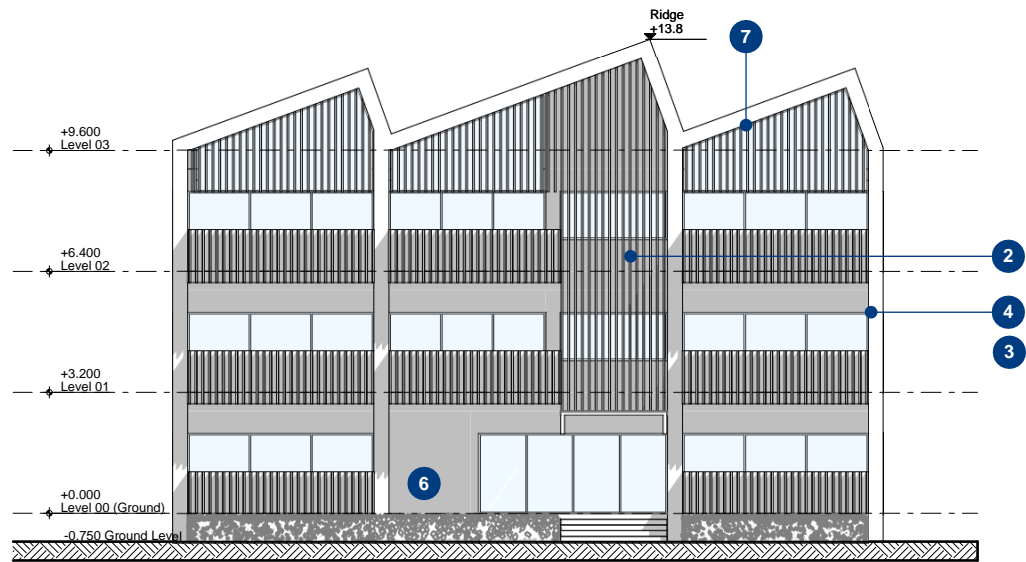 Ridge
+13.8
7
+9.600
Level 03
+6.400
Level 02
2
4
3
+3.200
Level 01
6
+0.000
Level 00 (Ground)
-0.750 Ground Level